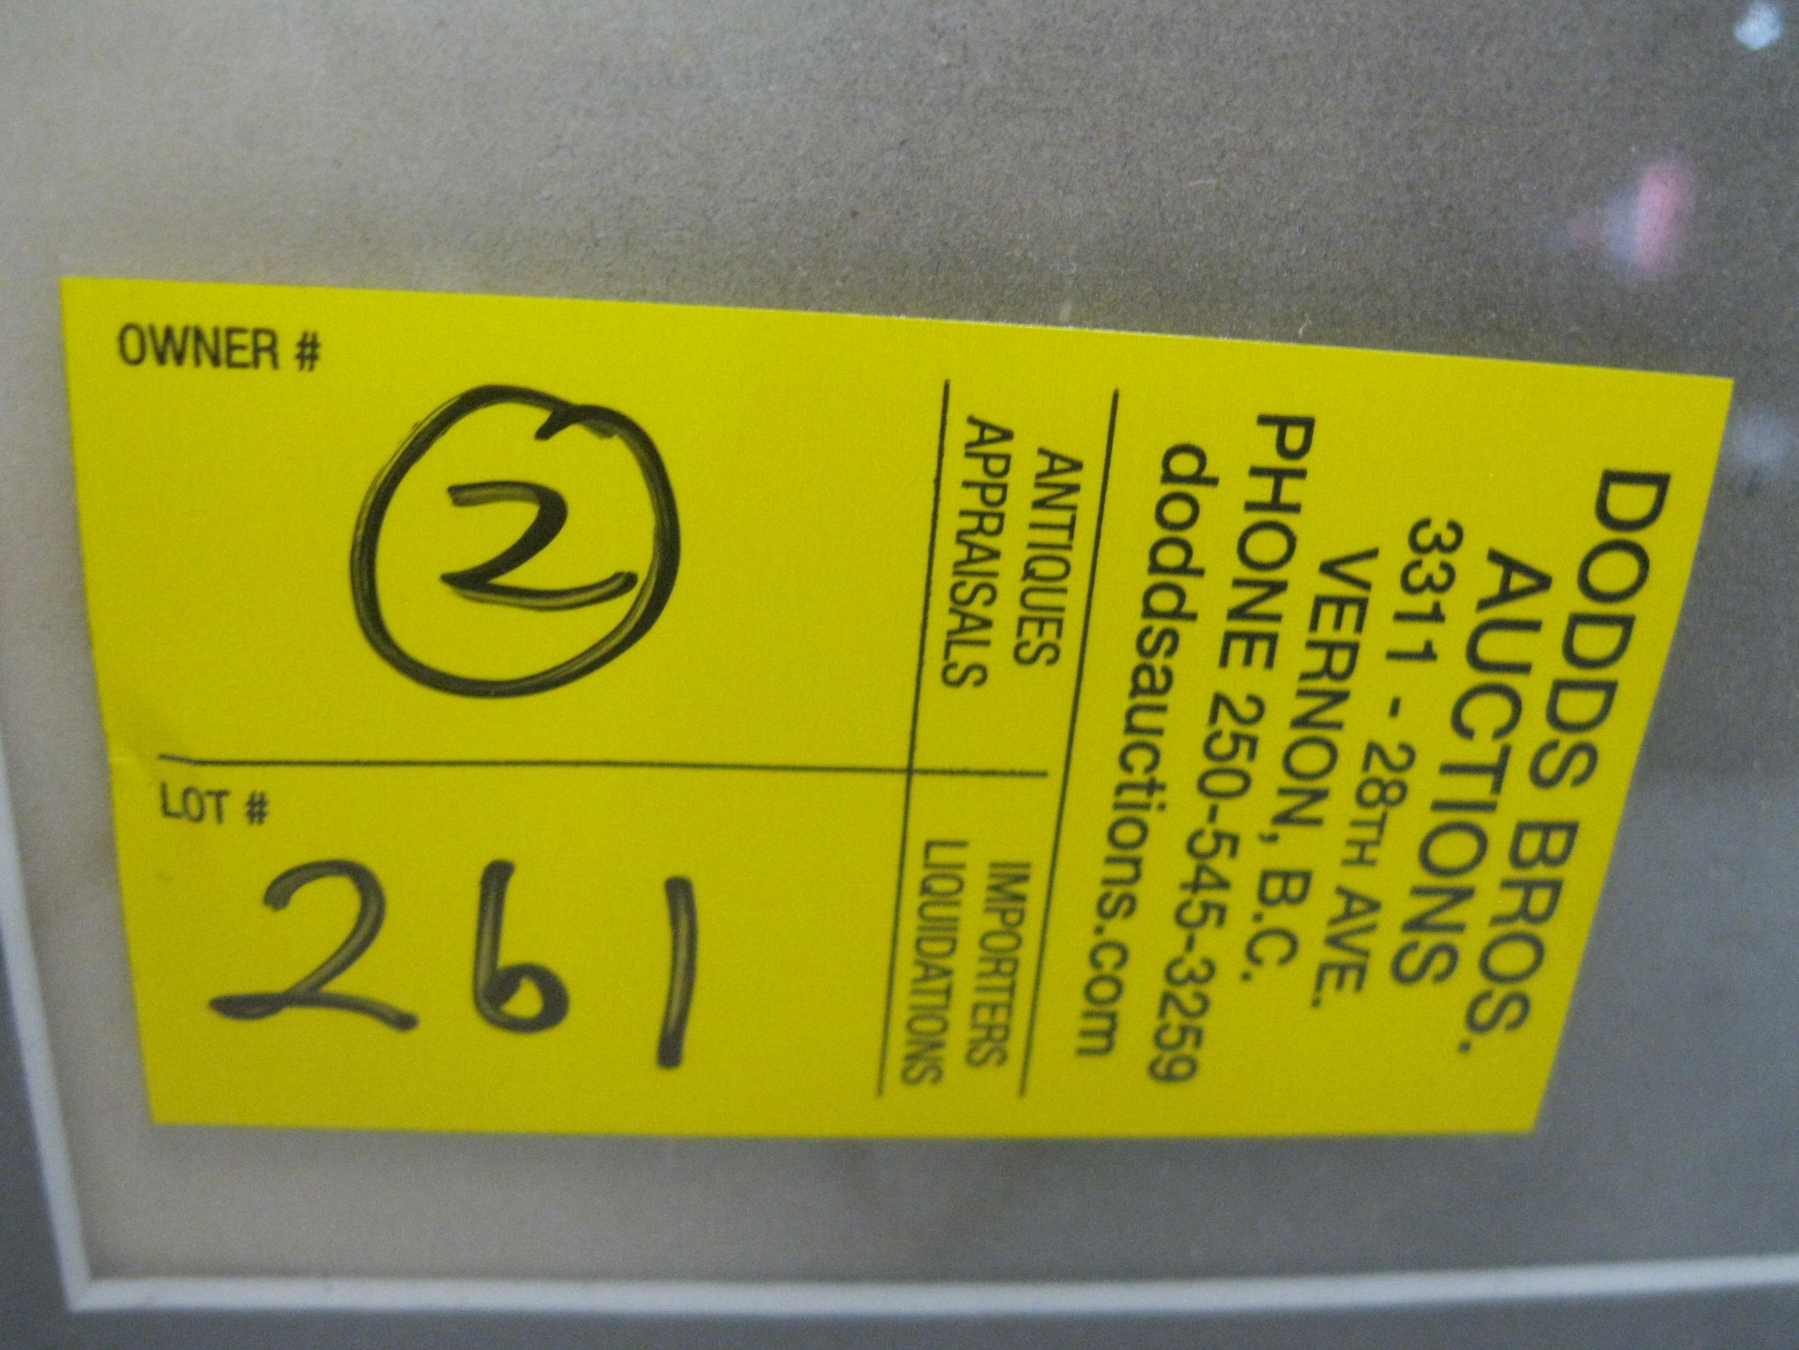 DODDS BROS.
AUCTIONS
3311 - 28TH AVE.
VERNON, B.C.
PHONE 250-545-3259
doddsauctions.com
ANTIQUES
APPRAISALS
IMPORTERS
LIQUIDATIONS
OWNER #
2
LOT #
261